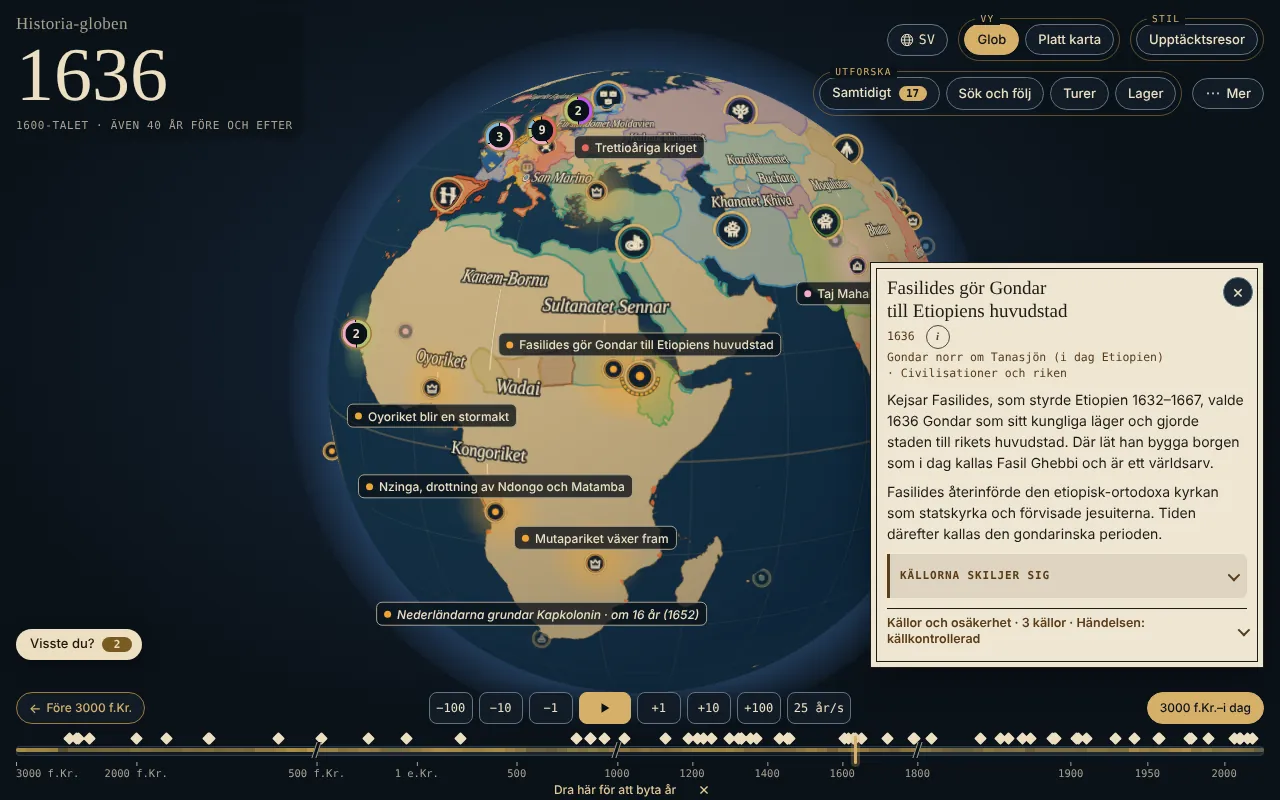 Historia-globen
1636
1600-TALET · ÄVEN 40 ÅR FÖRE OCH EFTER
SV
VY
Glob
Platt karta
STIL
Upptäcktsresor
UTFORSKA
Samtidigt 17
Sök och följ
Turer
Lager
··· Mer
2
3
9
Trettioåriga kriget
San Marino
Kazakhanatet
Buchara
Khanatet Khiva
Bhutan
Kanem-Bornu
Sultanatet Sennar
Taj Maha
2
Fasilides gör Gondar till Etiopiens huvudstad
Oyoriket
Wadai
Oyoriket blir en stormakt
Kongoriket
Nzinga, drottning av Ndongo och Matamba
Mutapariket växer fram
Nederländarna grundar Kapkolonin · om 16 år (1652)
Fasilides gör Gondar
till Etiopiens huvudstad
1636 i
Gondar norr om Tanasjön (i dag Etiopien)
· Civilisationer och riken
Kejsar Fasilides, som styrde Etiopien 1632–1667, valde
1636 Gondar som sitt kungliga läger och gjorde
staden till rikets huvudstad. Där lät han bygga borgen
som i dag kallas Fasil Ghebbi och är ett världsarv.
Fasilides återinförde den etiopisk-ortodoxa kyrkan
som statskyrka och förvisade jesuiterna. Tiden
därefter kallas den gondarinska perioden.
KÄLLORNA SKILJER SIG
Källor och osäkerhet · 3 källor · Händelsen:
källkontrollerad
Visste du? 2
← Före 3000 f.Kr.
−100
−10
−1
+1
+10
+100
25 år/s
3000 f.Kr.–i dag
3000 f.Kr.
2000 f.Kr.
500 f.Kr.
1 e.Kr.
500
1000
1200
1400
1600
1800
1900
1950
2000
Dra här för att byta år ✕